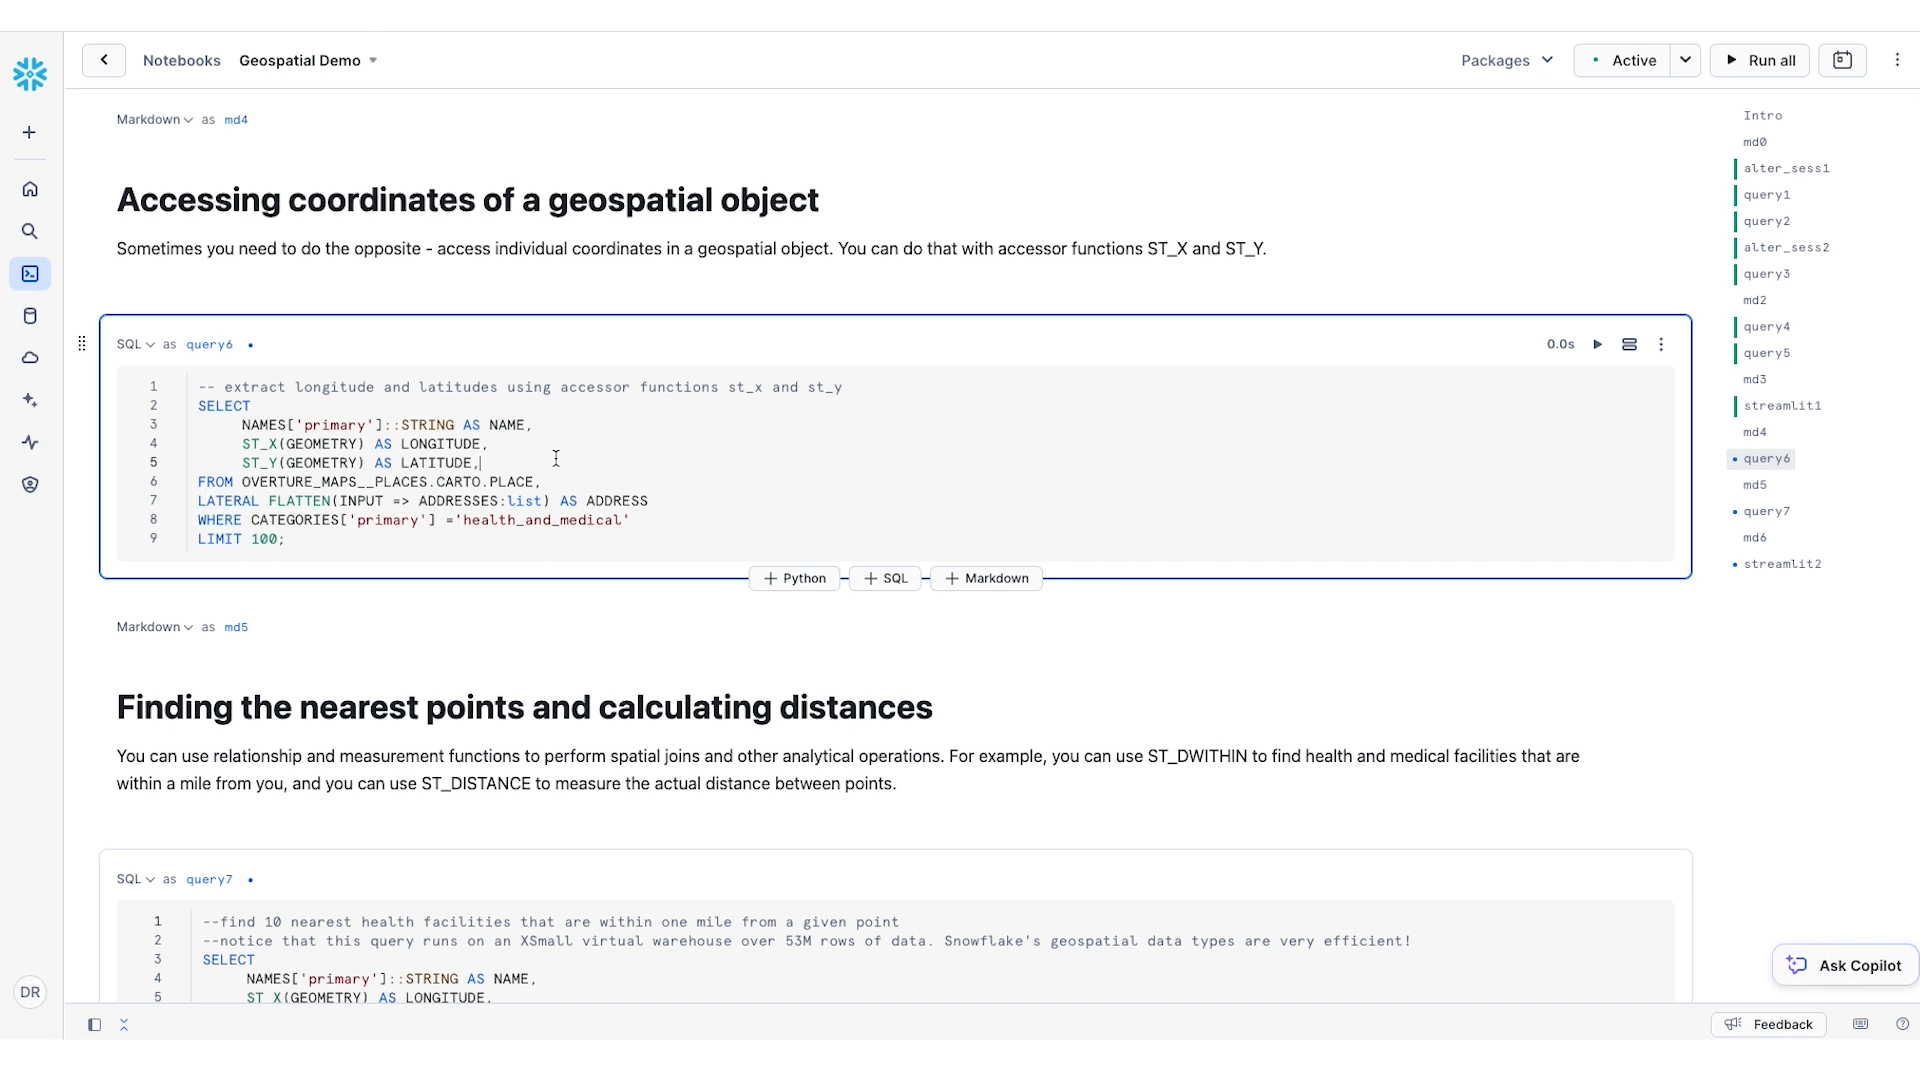 Notebooks Geospatial Demo
Packages Active Run all
Markdown as md4
Accessing coordinates of a geospatial object
Sometimes you need to do the opposite - access individual coordinates in a geospatial object. You can do that with accessor functions ST_X and ST_Y.
SQL as query6
0.0s
1 -- extract longitude and latitudes using accessor functions st_x and st_y
2 SELECT
3 NAMES['primary']::STRING AS NAME,
4 ST_X(GEOMETRY) AS LONGITUDE,
5 ST_Y(GEOMETRY) AS LATITUDE,
6 FROM OVERTURE_MAPS__PLACES.CARTO.PLACE,
7 LATERAL FLATTEN(INPUT => ADDRESSES:list) AS ADDRESS
8 WHERE CATEGORIES['primary'] ='health_and_medical'
9 LIMIT 100;
+ Python + SQL + Markdown
Markdown as md5
Finding the nearest points and calculating distances
You can use relationship and measurement functions to perform spatial joins and other analytical operations. For example, you can use ST_DWITHIN to find health and medical facilities that are
within a mile from you, and you can use ST_DISTANCE to measure the actual distance between points.
SQL as query7
1 --find 10 nearest health facilities that are within one mile from a given point
2 --notice that this query runs on an XSmall virtual warehouse over 53M rows of data. Snowflake's geospatial data types are very efficient!
3 SELECT
4 NAMES['primary']::STRING AS NAME,
5 ST_X(GEOMETRY) AS LONGITUDE,
Intro
md0
alter_sess1
query1
query2
alter_sess2
query3
md2
query4
query5
md3
streamlit1
md4
query6
md5
query7
md6
streamlit2
Ask Copilot
DR
Feedback